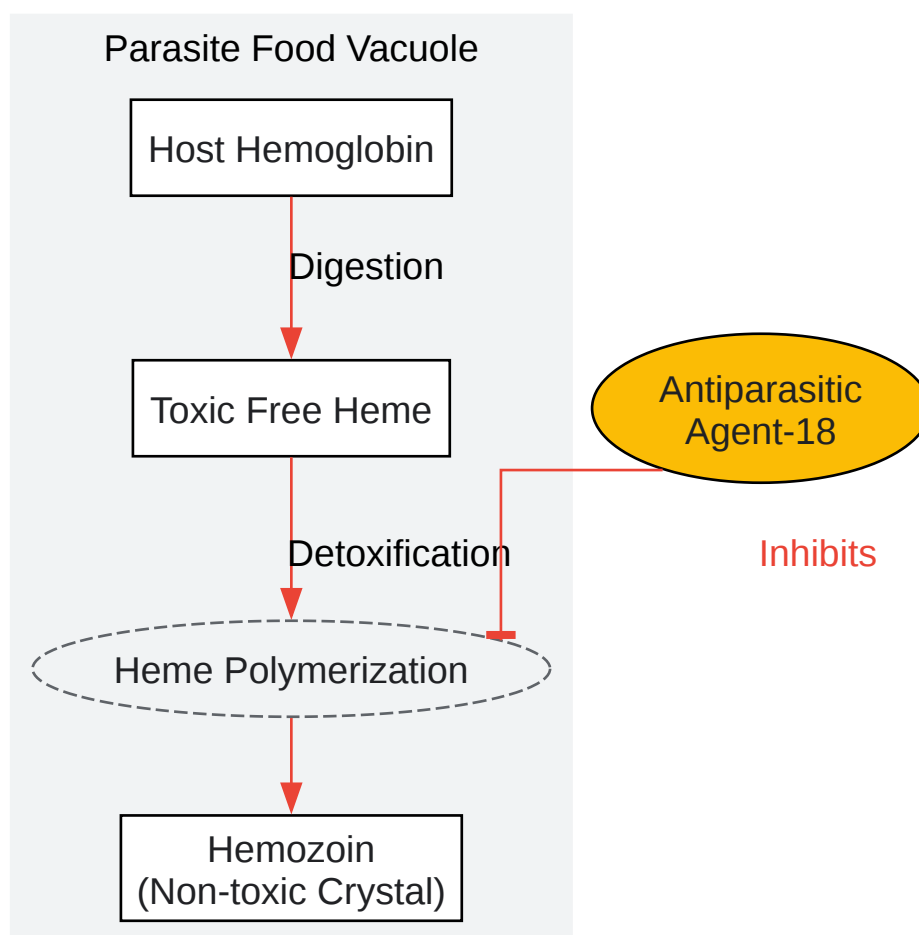 Parasite Food Vacuole
Host Hemoglobin
Digestion
Toxic Free Heme
Antiparasitic
Agent-18
Detoxification
Inhibits
Heme Polymerization
Hemozoin
(Non-toxic Crystal)